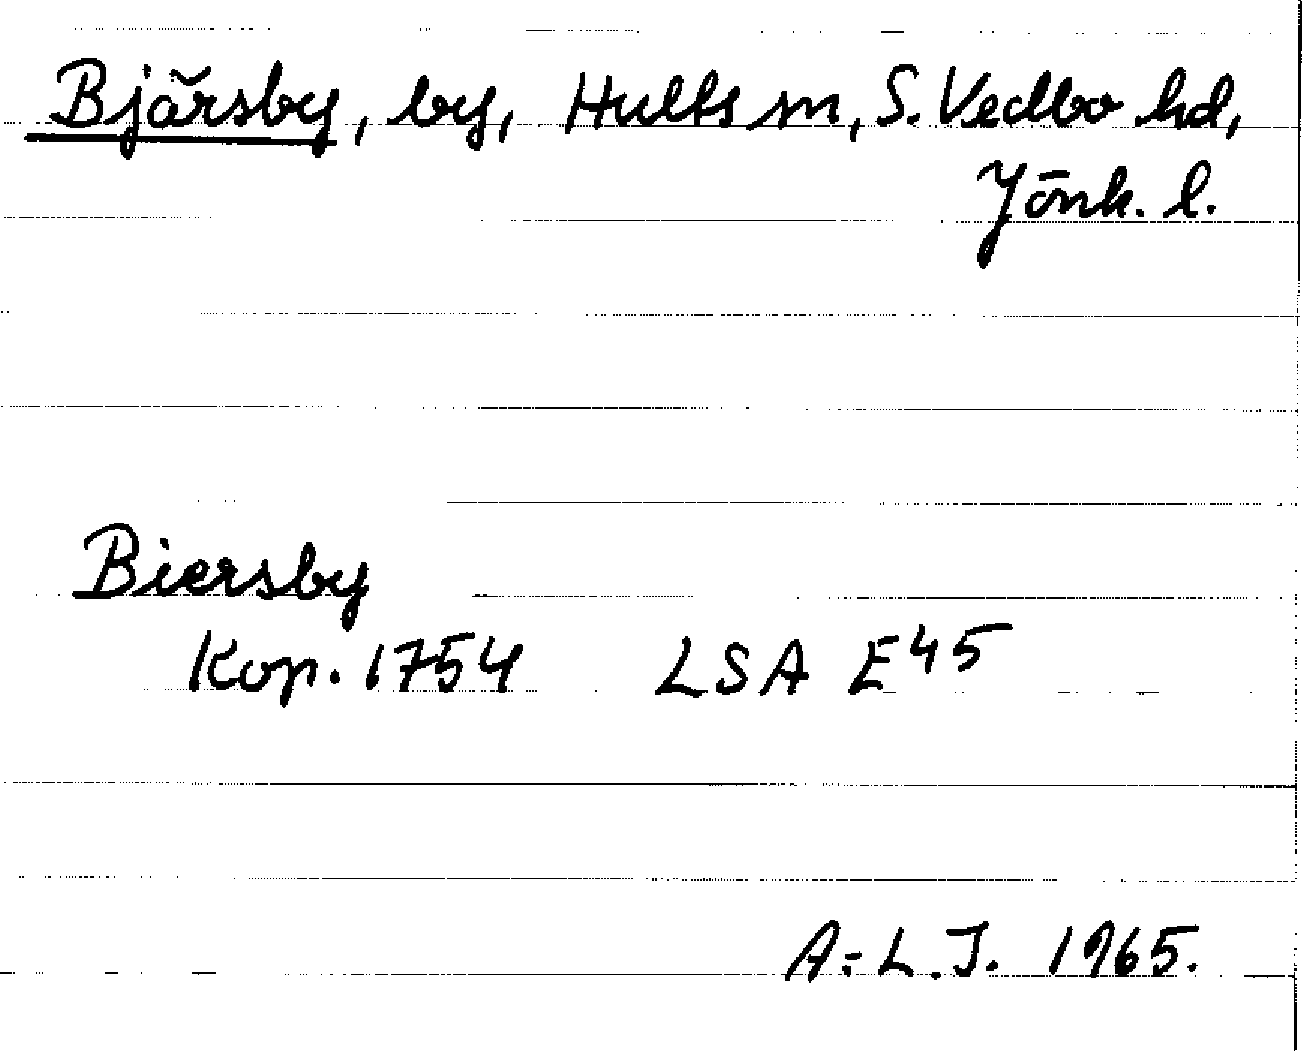 Bjärsby, by, Hults sn, S. Vedbo hd,
Jönk. l.
Biersby
Kop. 1754 LSA E45
A.-L. J. 1965.